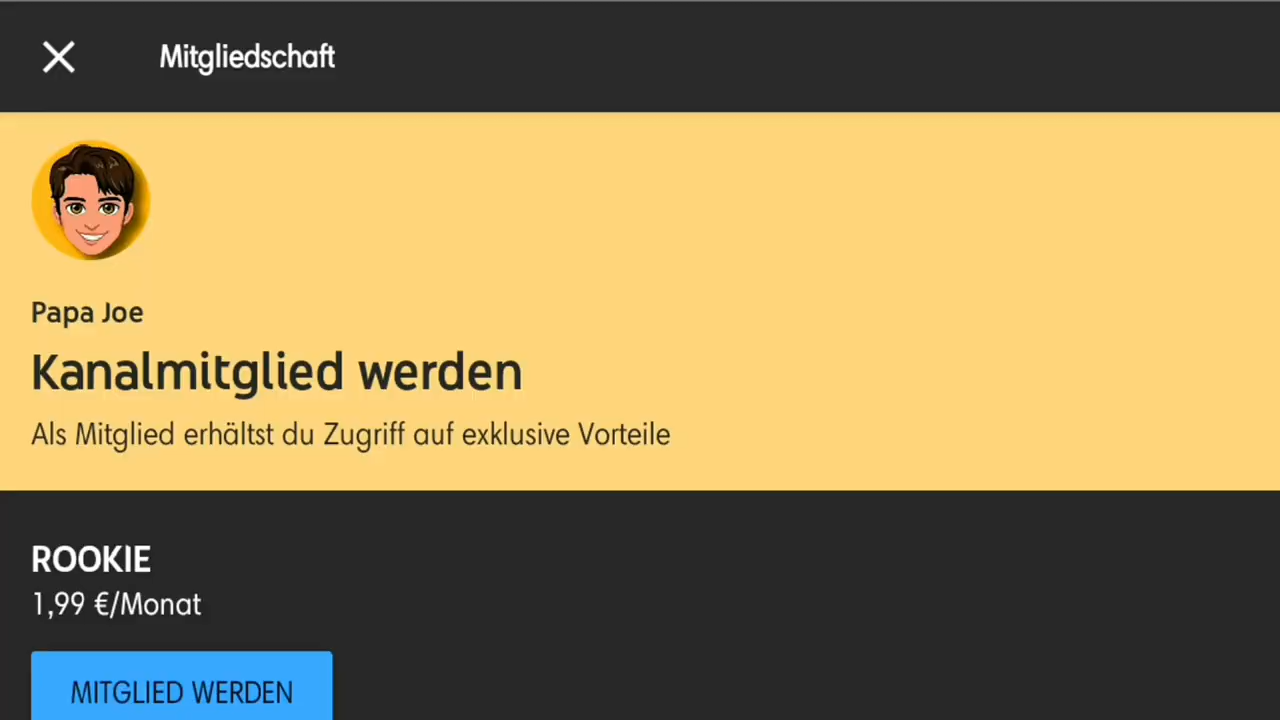 Mitgliedschaft
Papa Joe
Kanalmitglied werden
Als Mitglied erhältst du Zugriff auf exklusive Vorteile
ROOKIE
1,99 €/Monat
MITGLIED WERDEN